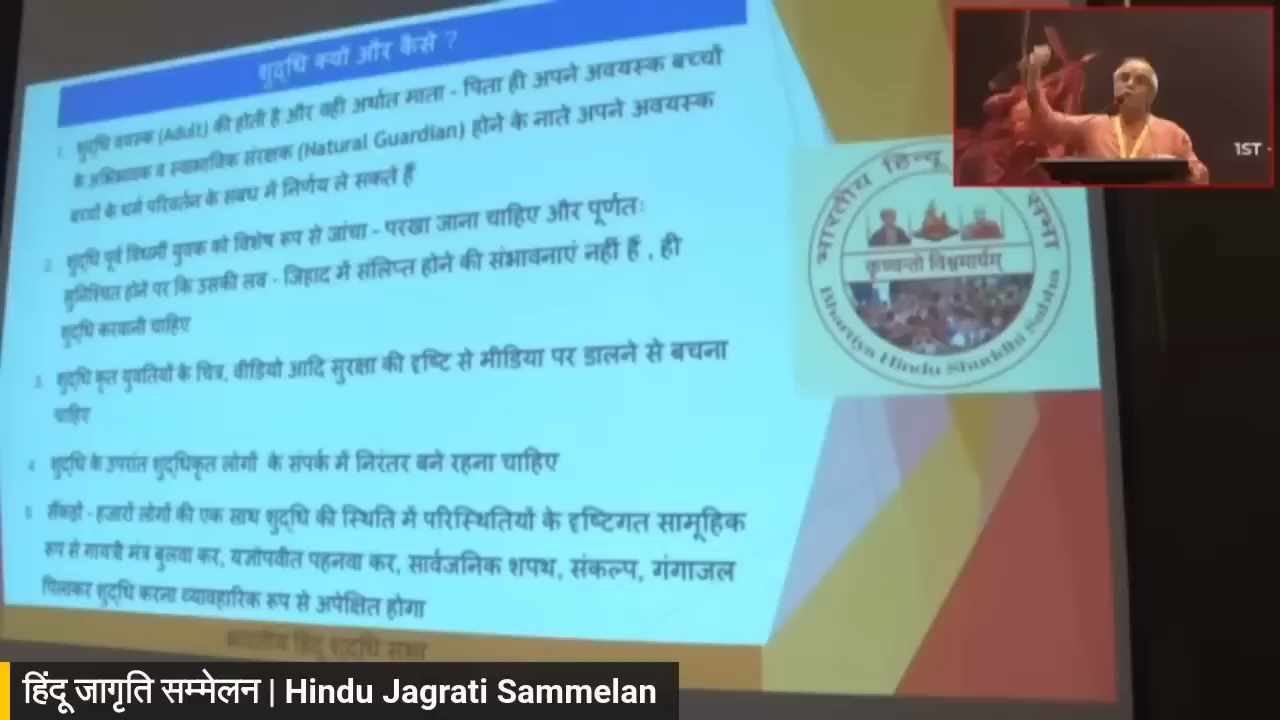 शुद्धि क्यों और कैसे ?
1 शुद्धि वयस्क (Adult) की होती है और वही अर्थात माता - पिता ही अपने अवयस्क बच्चों
के अभिभावक व स्वाभाविक संरक्षक (Natural Guardian) होने के नाते अपने अवयस्क
बच्चों के धर्म परिवर्तन के संबध में निर्णय ले सकते हैं
2 शुद्धि पूर्व विधर्मी युवक को विशेष रूप से जांचा - परखा जाना चाहिए और पूर्णतः
सुनिश्चित होने पर कि उसकी लव - जिहाद में संलिप्त होने की संभावनाएं नहीं हैं , ही
शुद्धि करवानी चाहिए
3 शुद्धि कृत युवतियों के चित्र, वीडियो आदि सुरक्षा की दृष्टि से मीडिया पर डालने से बचना
चाहिए
4 शुद्धि के उपरांत शुद्धिकृत लोगों के संपर्क में निरंतर बने रहना चाहिए
5 सैंकड़ो - हजारों लोगों की एक साथ शुद्धि की स्थिति में परिस्थितियों के दृष्टिगत सामूहिक
रूप से गायत्री मंत्र बुलवा कर, यज्ञोपवीत पहनवा कर, सार्वजनिक शपथ, संकल्प, गंगाजल
पिलाकर शुद्धि करना व्यावहारिक रूप से अपेक्षित होगा
भारतीय हिंदू शुद्धि सभा
भारतीय हिन्दू सभा
कृण्वन्तो विश्वमार्यम्
Bhartiya Hindu Shuddhi Sabha
1ST -
हिंदू जागृति सम्मेलन | Hindu Jagrati Sammelan